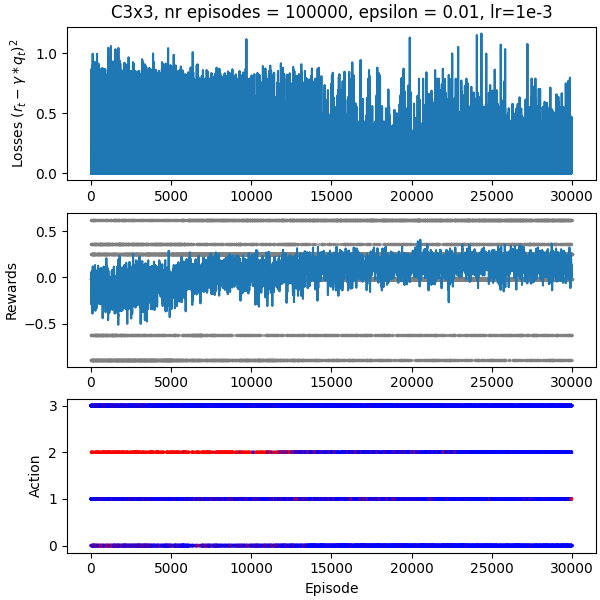 C3x3, nr episodes = 100000, epsilon = 0.01, lr=1e-3
Losses $(r_t - \gamma * q_t)^2$
1.0
0.5
0.0
0 5000 10000 15000 20000 25000 30000
Rewards
0.5
0.0
−0.5
0 5000 10000 15000 20000 25000 30000
Action
3
2
1
0
0 5000 10000 15000 20000 25000 30000
Episode